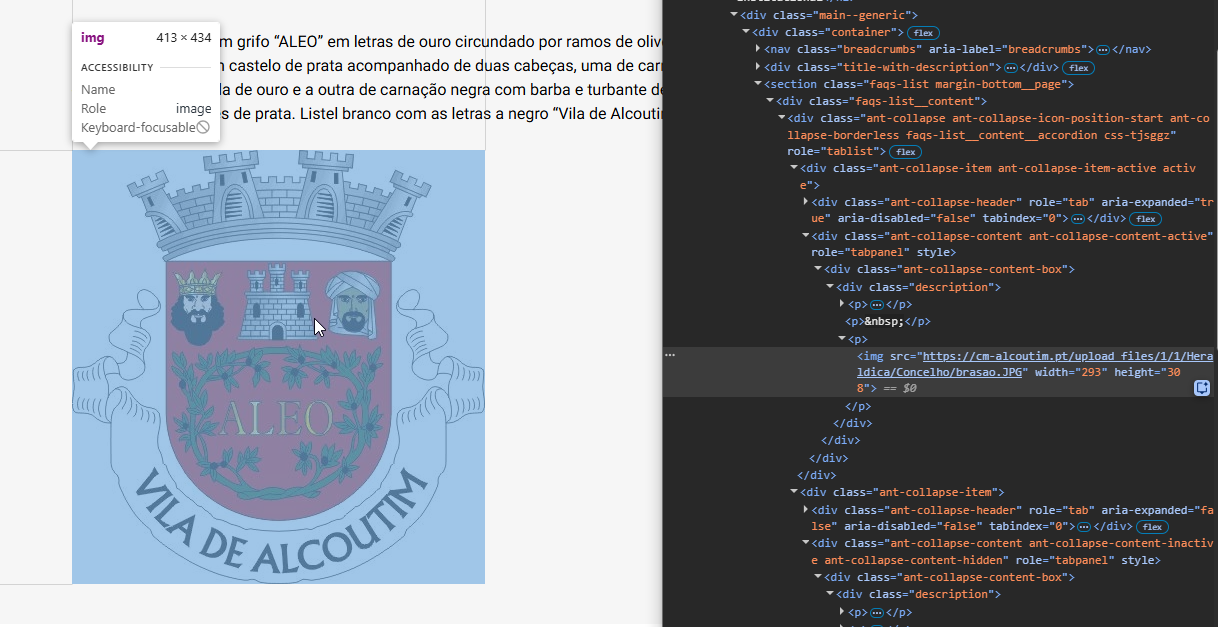 institucionais</h1>
<div class="main--generic">
img 413 × 434
<div class="container"> flex
m grifo “ALEO” em letras de ouro circundado por ramos de olive
<nav class="breadcrumbs" aria-label="breadcrumbs"> … </nav>
ACCESSIBILITY
castelo de prata acompanhado de duas cabeças, uma de carn
<div class="title-with-description"> … </div> flex
Name
la de ouro e a outra de carnação negra com barba e turbante de
<section class="faqs-list margin-bottom__page">
Role image
<div class="faqs-list__content">
Keyboard-focusable
es de prata. Listel branco com as letras a negro “Vila de Alcoutim
<div class="ant-collapse ant-collapse-icon-position-start ant-co
llapse-borderless faqs-list__content__accordion css-tjsggz"
role="tablist"> flex
<div class="ant-collapse-item ant-collapse-item-active activ
e">
<div class="ant-collapse-header" role="tab" aria-expanded="tr
ue" aria-disabled="false" tabindex="0"> … </div> flex
<div class="ant-collapse-content ant-collapse-content-active"
role="tabpanel" style>
<div class="ant-collapse-content-box">
<div class="description">
<p> … </p>
<p>&nbsp;</p>
<p>
… <img src="https://cm-alcoutim.pt/upload_files/1/1/Hera
ldica/Concelho/brasao.JPG" width="293" height="30
8"> == $0
</p>
</div>
</div>
</div>
</div>
<div class="ant-collapse-item">
<div class="ant-collapse-header" role="tab" aria-expanded="fa
lse" aria-disabled="false" tabindex="0"> … </div> flex
<div class="ant-collapse-content ant-collapse-content-inactiv
e ant-collapse-content-hidden" role="tabpanel" style>
<div class="ant-collapse-content-box">
<div class="description">
<p> … </p>
ALEO
VILA DE ALCOUTIM